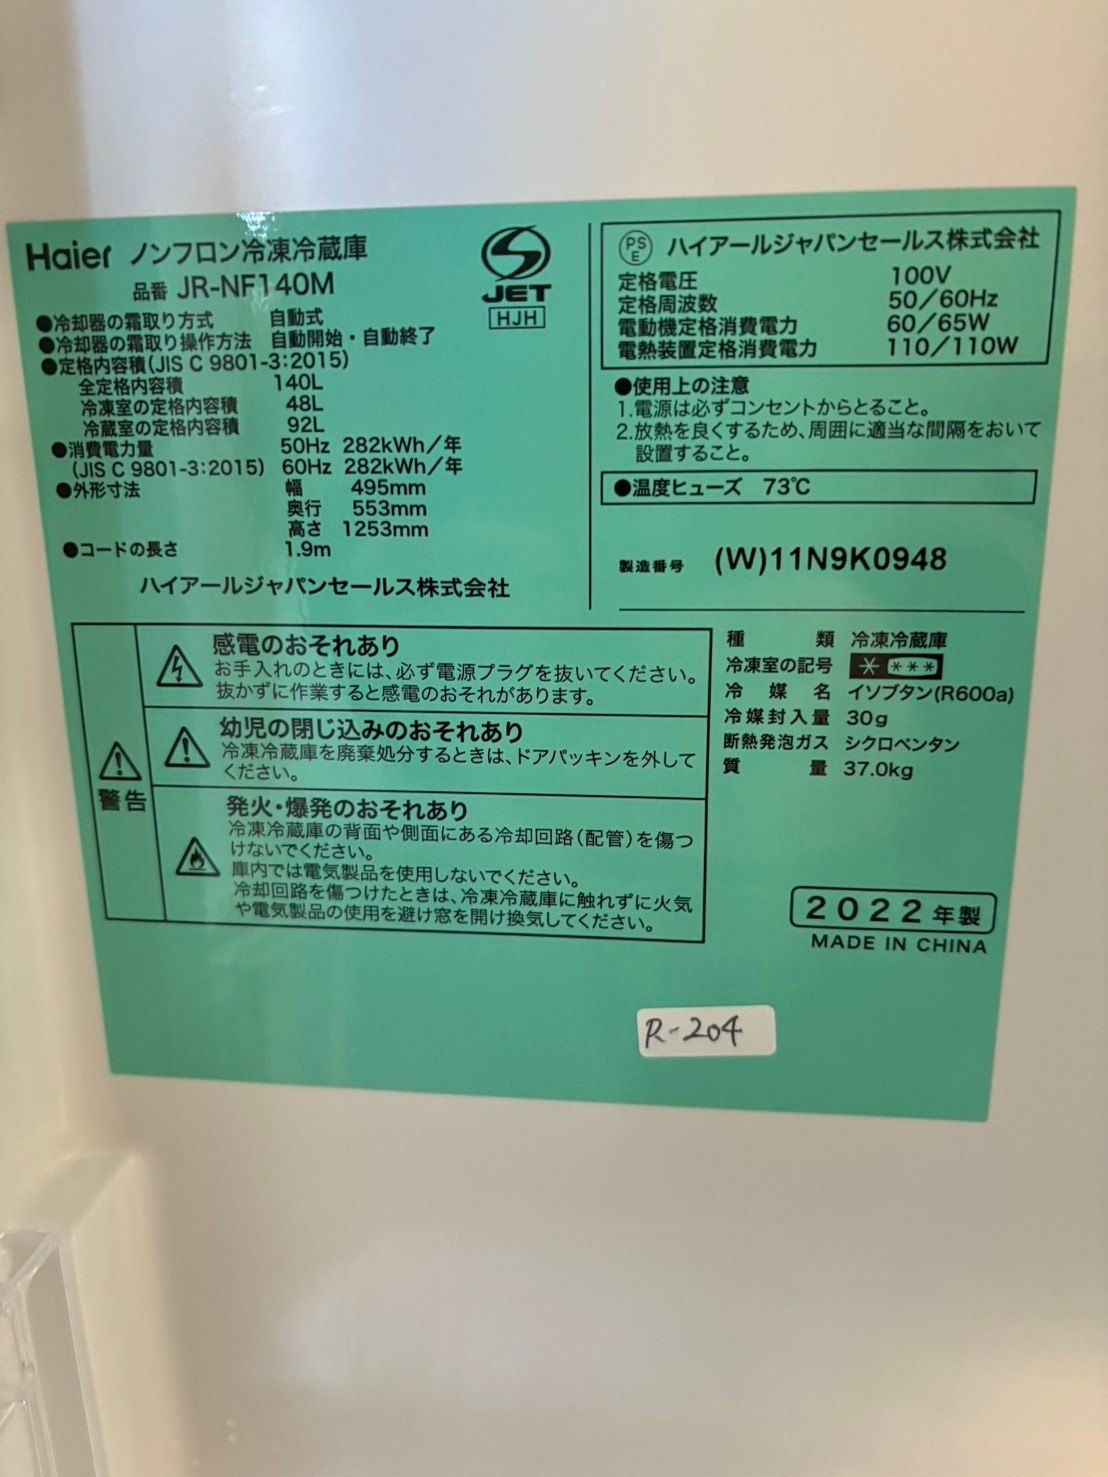 Haier ノンフロン冷凍冷蔵庫
品番 JR-NF140M
JET
HJH
●冷却器の霜取り方式 自動式
●冷却器の霜取り操作方法 自動開始・自動終了
●定格内容積(JIS C 9801-3:2015)
全定格内容積 140L
冷凍室の定格内容積 48L
冷蔵室の定格内容積 92L
●消費電力量 50Hz 282kWh/年
(JIS C 9801-3:2015) 60Hz 282kWh/年
●外形寸法 幅 495mm
奥行 553mm
高さ 1253mm
●コードの長さ 1.9m
ハイアールジャパンセールス株式会社
PSE ハイアールジャパンセールス株式会社
定格電圧 100V
定格周波数 50/60Hz
電動機定格消費電力 60/65W
電熱装置定格消費電力 110/110W
●使用上の注意
1.電源は必ずコンセントからとること。
2.放熱を良くするため、周囲に適当な間隔をおいて
設置すること。
●温度ヒューズ 73℃
製造番号 (W)11N9K0948
警告
感電のおそれあり
お手入れのときには、必ず電源プラグを抜いてください。
抜かずに作業すると感電のおそれがあります。
幼児の閉じ込みのおそれあり
冷凍冷蔵庫を廃棄処分するときは、ドアパッキンを外して
ください。
発火・爆発のおそれあり
冷凍冷蔵庫の背面や側面にある冷却回路(配管)を傷つ
けないでください。
庫内では電気製品を使用しないでください。
冷却回路を傷つけたときは、冷凍冷蔵庫に触れずに火気
や電気製品の使用を避け窓を開け換気してください。
種類 冷凍冷蔵庫
冷凍室の記号 * ***
冷媒名 イソブタン(R600a)
冷媒封入量 30g
断熱発泡ガス シクロペンタン
質量 37.0kg
2022年製
MADE IN CHINA
R-204